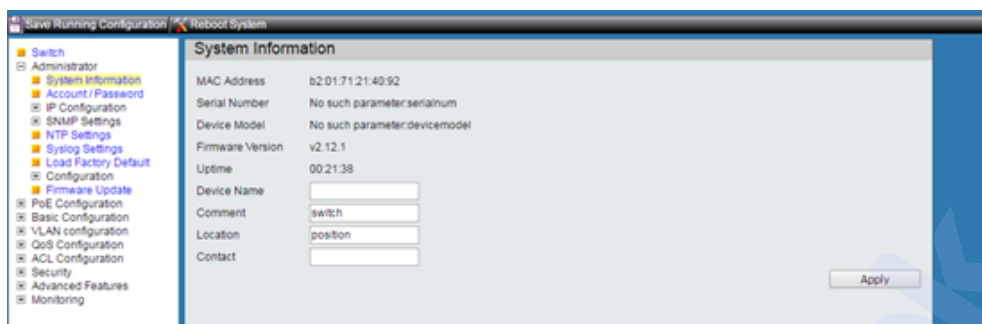 Save Running Configuration Reboot System
Switch
Administrator
System Information
Account / Password
IP Configuration
SNMP Settings
NTP Settings
Syslog Settings
Load Factory Default
Configuration
Firmware Update
PoE Configuration
Basic Configuration
VLAN configuration
QoS Configuration
ACL Configuration
Security
Advanced Features
Monitoring
System Information
MAC Address b2:01:71:21:40:92
Serial Number No such parameter:serialnum
Device Model No such parameter:devicemodel
Firmware Version v2.12.1
Uptime 00:21:38
Device Name
Comment switch
Location position
Contact
Apply